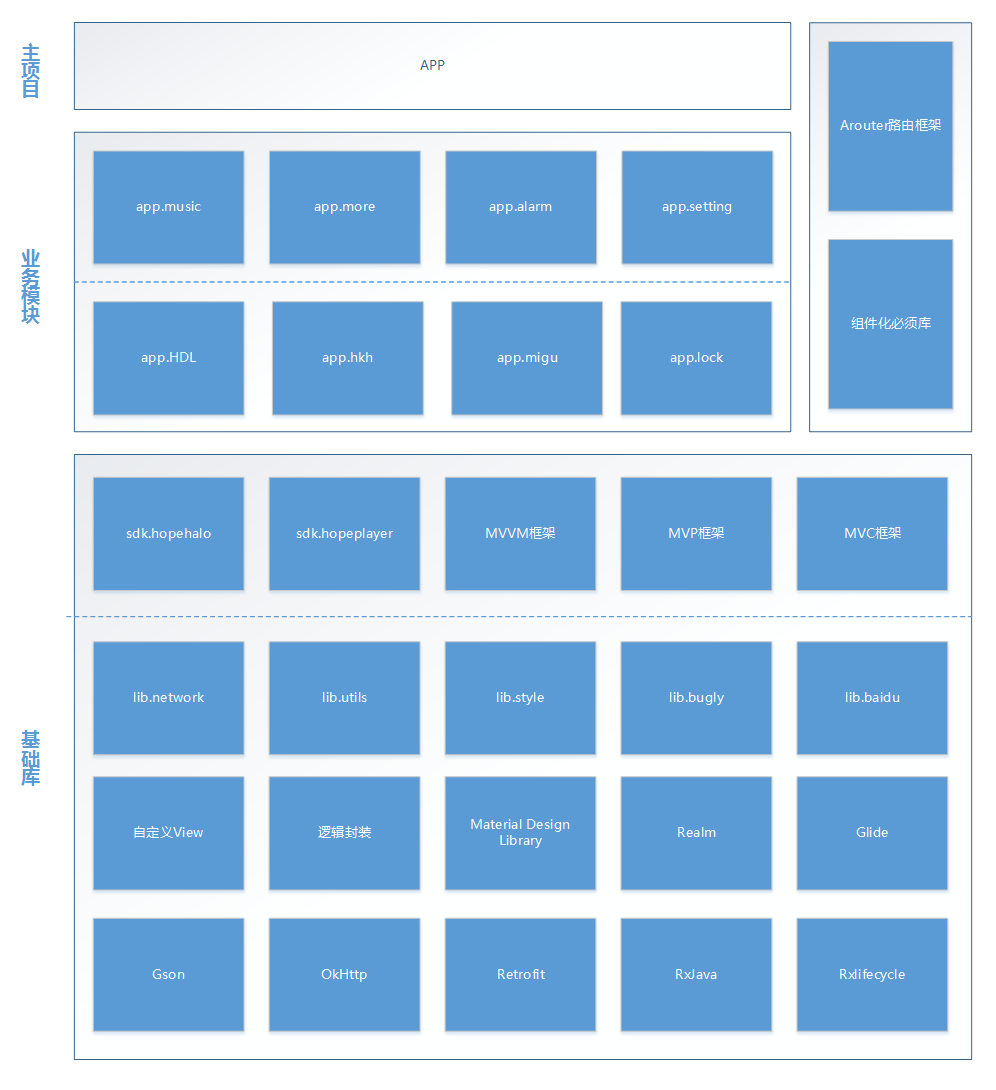 主项目
APP
Arouter路由框架
组件化必须库
业务模块
app.music
app.more
app.alarm
app.setting
app.HDL
app.hkh
app.migu
app.lock
基础库
sdk.hopehalo
sdk.hopeplayer
MVVM框架
MVP框架
MVC框架
lib.network
lib.utils
lib.style
lib.bugly
lib.baidu
自定义View
逻辑封装
Material Design
Library
Realm
Glide
Gson
OkHttp
Retrofit
RxJava
Rxlifecycle